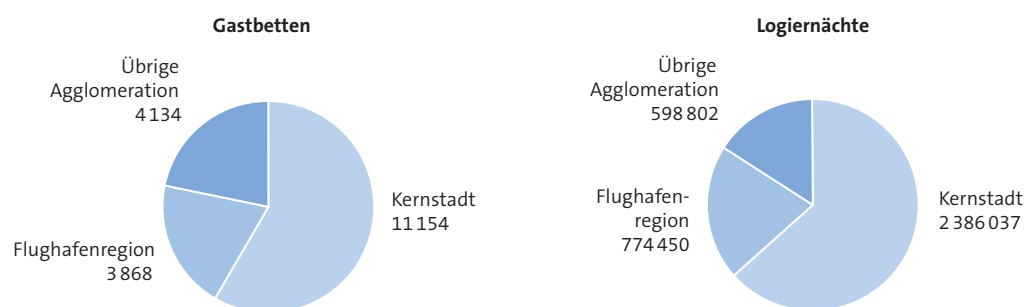 Gastbetten
Übrige
Agglomeration
4 134
Kernstadt
11 154
Flughafenregion
3 868
Logiernächte
Übrige
Agglomeration
598 802
Flughafen-
region
774 450
Kernstadt
2 386 037